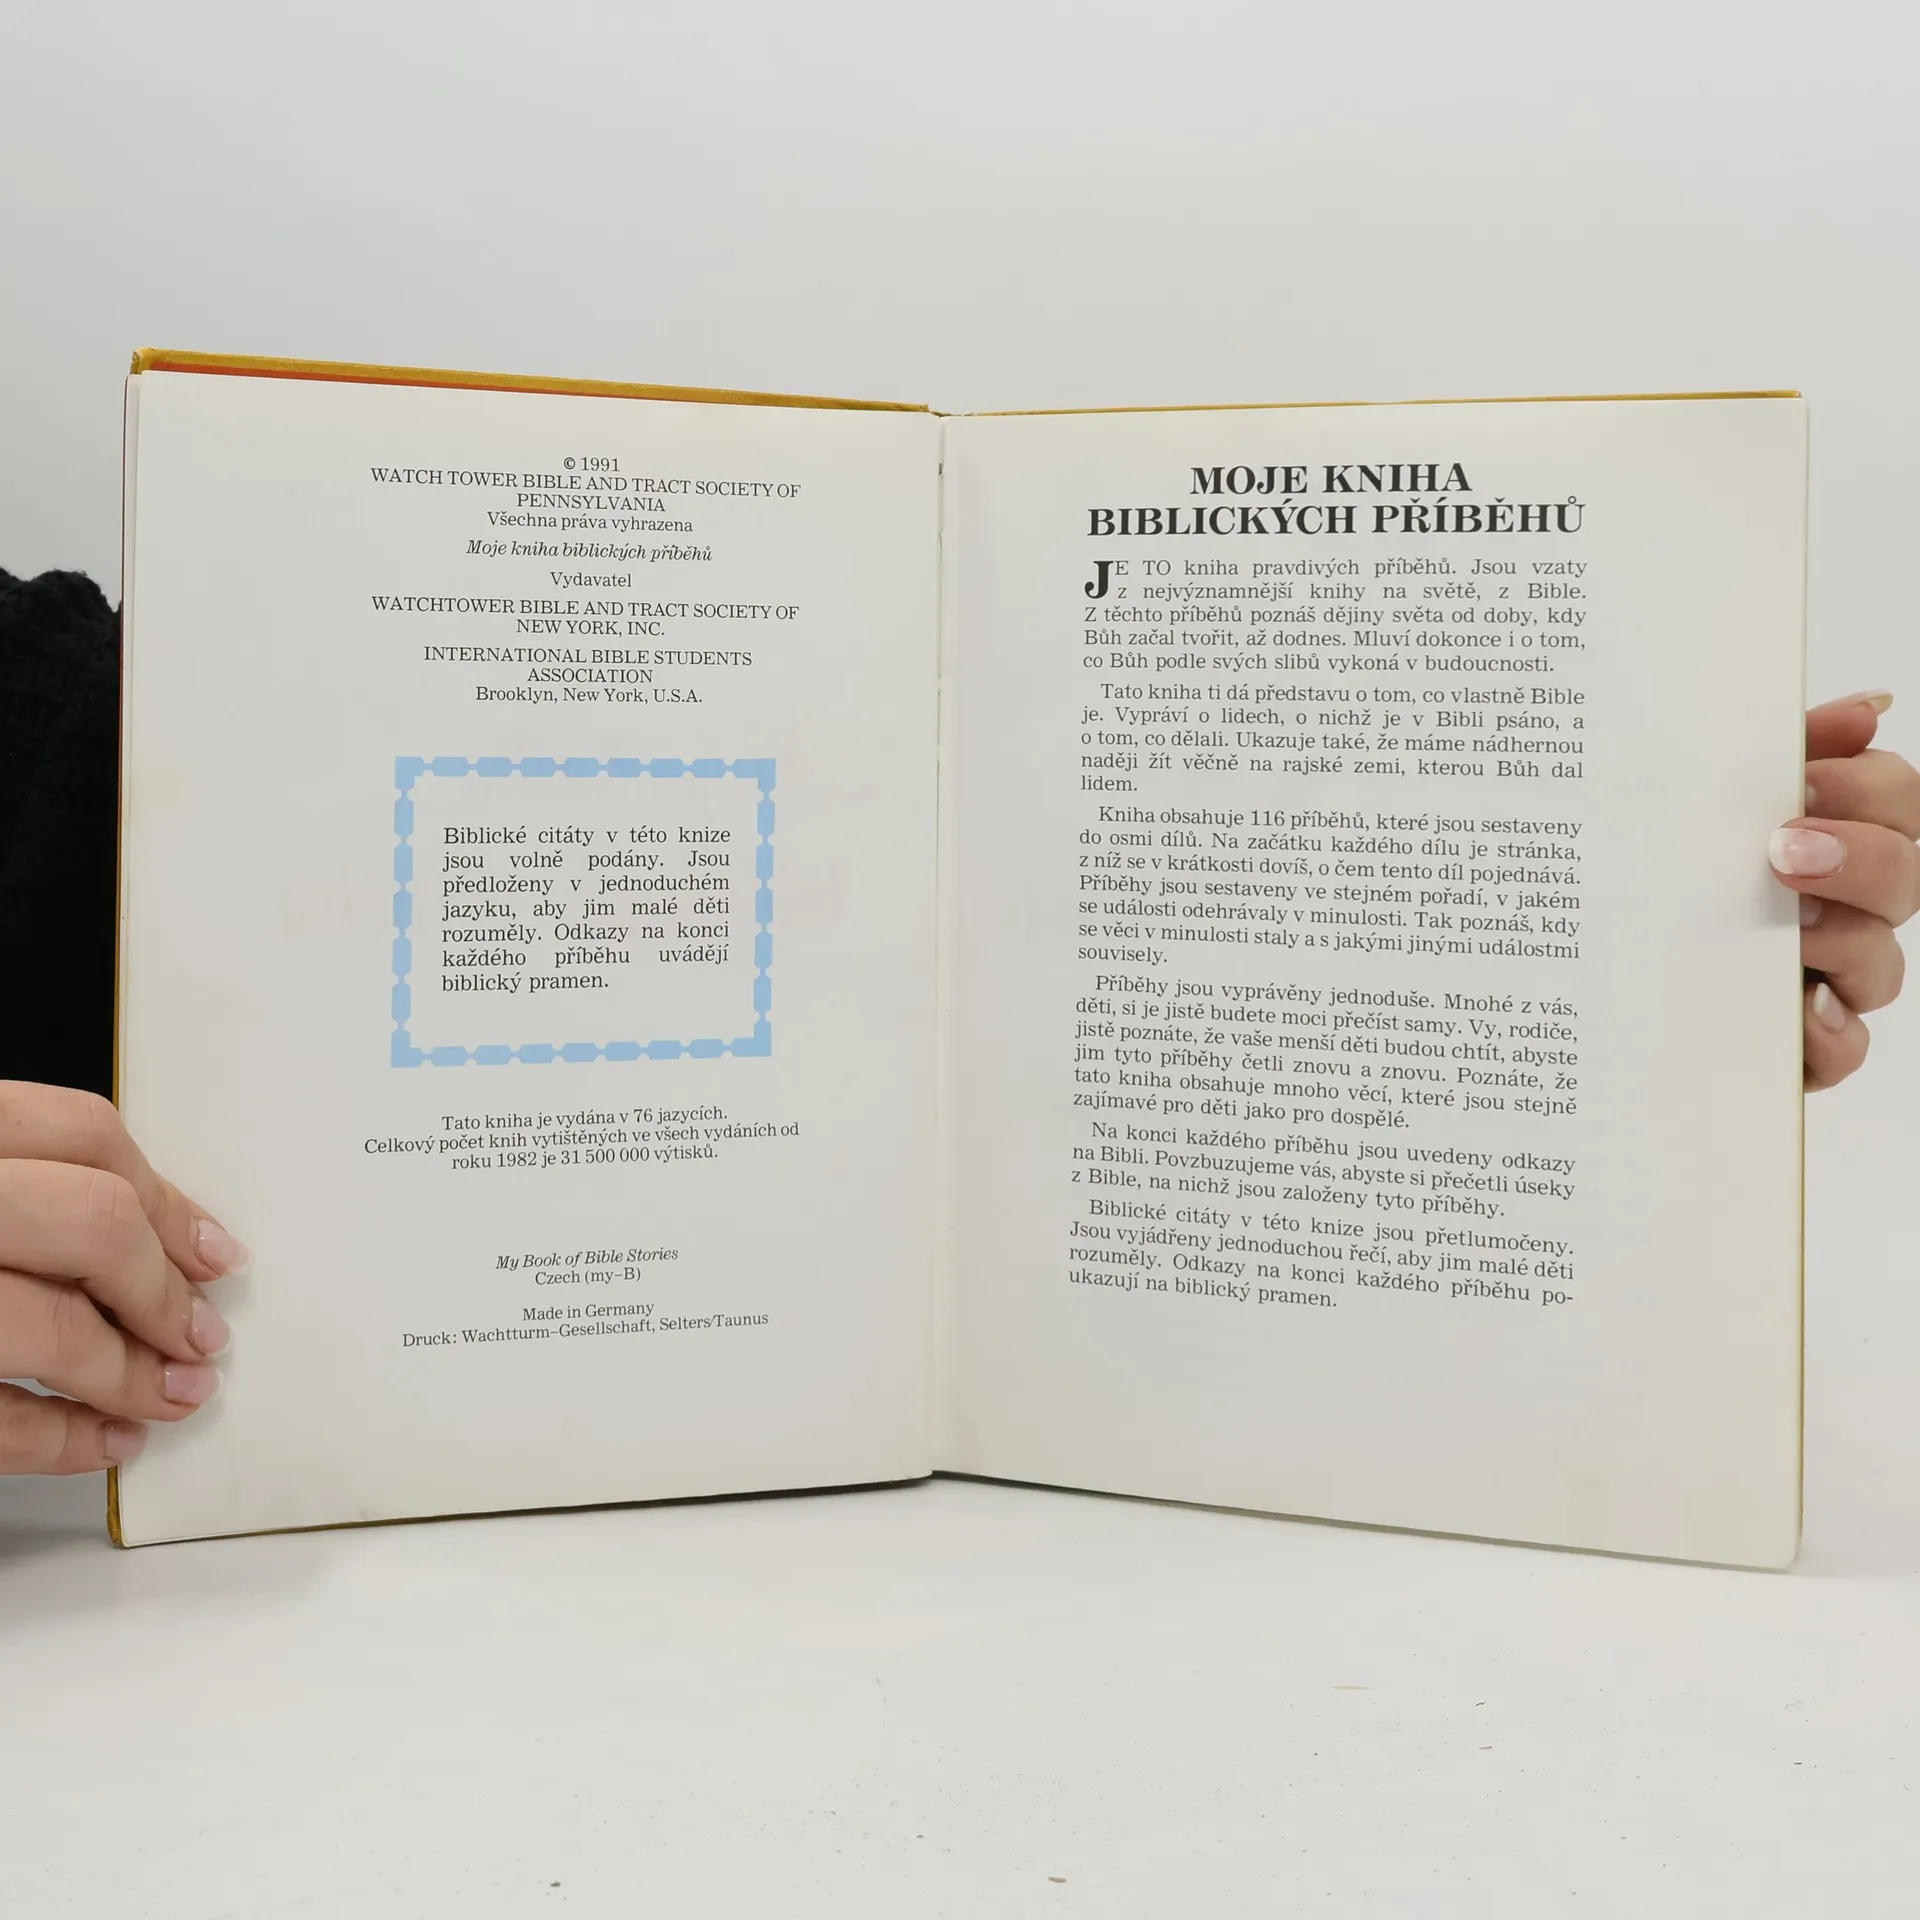 © 1991
WATCH TOWER BIBLE AND TRACT SOCIETY OF
PENNSYLVANIA
Všechna práva vyhrazena
Moje kniha biblických příběhů
Vydavatel
WATCHTOWER BIBLE AND TRACT SOCIETY OF
NEW YORK, INC.
INTERNATIONAL BIBLE STUDENTS
ASSOCIATION
Brooklyn, New York, U.S.A.
Biblické citáty v této knize
jsou volně podány. Jsou
předloženy v jednoduchém
jazyku, aby jim malé děti
rozuměly. Odkazy na konci
každého příběhu uvádějí
biblický pramen.
Tato kniha je vydána v 76 jazycích.
Celkový počet knih vytištěných ve všech vydáních od
roku 1982 je 31 500 000 výtisků.
My Book of Bible Stories
Czech (my–B)
Made in Germany
Druck: Wachtturm–Gesellschaft, Selters/Taunus
MOJE KNIHA
BIBLICKÝCH PŘÍBĚHŮ
JE TO kniha pravdivých příběhů. Jsou vzaty
z nejvýznamnější knihy na světě, z Bible.
Z těchto příběhů poznáš dějiny světa od doby, kdy
Bůh začal tvořit, až dodnes. Mluví dokonce i o tom,
co Bůh podle svých slibů vykoná v budoucnosti.
Tato kniha ti dá představu o tom, co vlastně Bible
je. Vypráví o lidech, o nichž je v Bibli psáno, a
o tom, co dělali. Ukazuje také, že máme nádhernou
naději žít věčně na rajské zemi, kterou Bůh dal
lidem.
Kniha obsahuje 116 příběhů, které jsou sestaveny
do osmi dílů. Na začátku každého dílu je stránka,
z níž se v krátkosti dovíš, o čem tento díl pojednává.
Příběhy jsou sestaveny ve stejném pořadí, v jakém
se události odehrávaly v minulosti. Tak poznáš, kdy
se věci v minulosti staly a s jakými jinými událostmi
souvisely.
Příběhy jsou vyprávěny jednoduše. Mnohé z vás,
děti, si je jistě budete moci přečíst samy. Vy, rodiče,
jistě poznáte, že vaše menší děti budou chtít, abyste
jim tyto příběhy četli znovu a znovu. Poznáte, že
tato kniha obsahuje mnoho věcí, které jsou stejně
zajímavé pro děti jako pro dospělé.
Na konci každého příběhu jsou uvedeny odkazy
na Bibli. Povzbuzujeme vás, abyste si přečetli úseky
z Bible, na nichž jsou založeny tyto příběhy.
Biblické citáty v této knize jsou přetlumočeny.
Jsou vyjádřeny jednoduchou řečí, aby jim malé děti
rozuměly. Odkazy na konci každého příběhu po-
ukazují na biblický pramen.